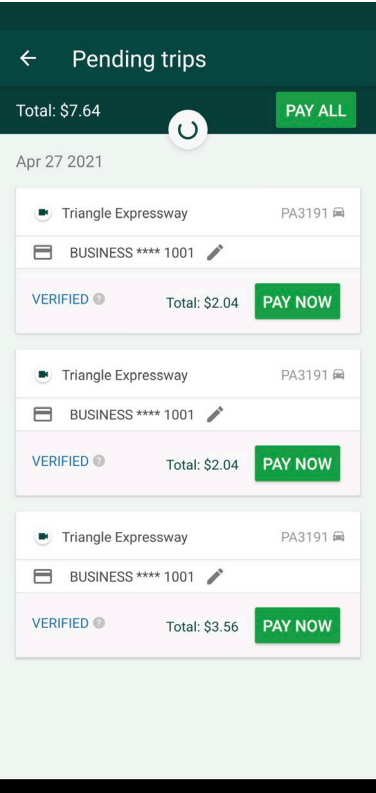 Pending trips
Total: $7.64 PAY ALL
Apr 27 2021
Triangle Expressway PA3191
BUSINESS **** 1001
VERIFIED ? Total: $2.04 PAY NOW
Triangle Expressway PA3191
BUSINESS **** 1001
VERIFIED ? Total: $2.04 PAY NOW
Triangle Expressway PA3191
BUSINESS **** 1001
VERIFIED ? Total: $3.56 PAY NOW